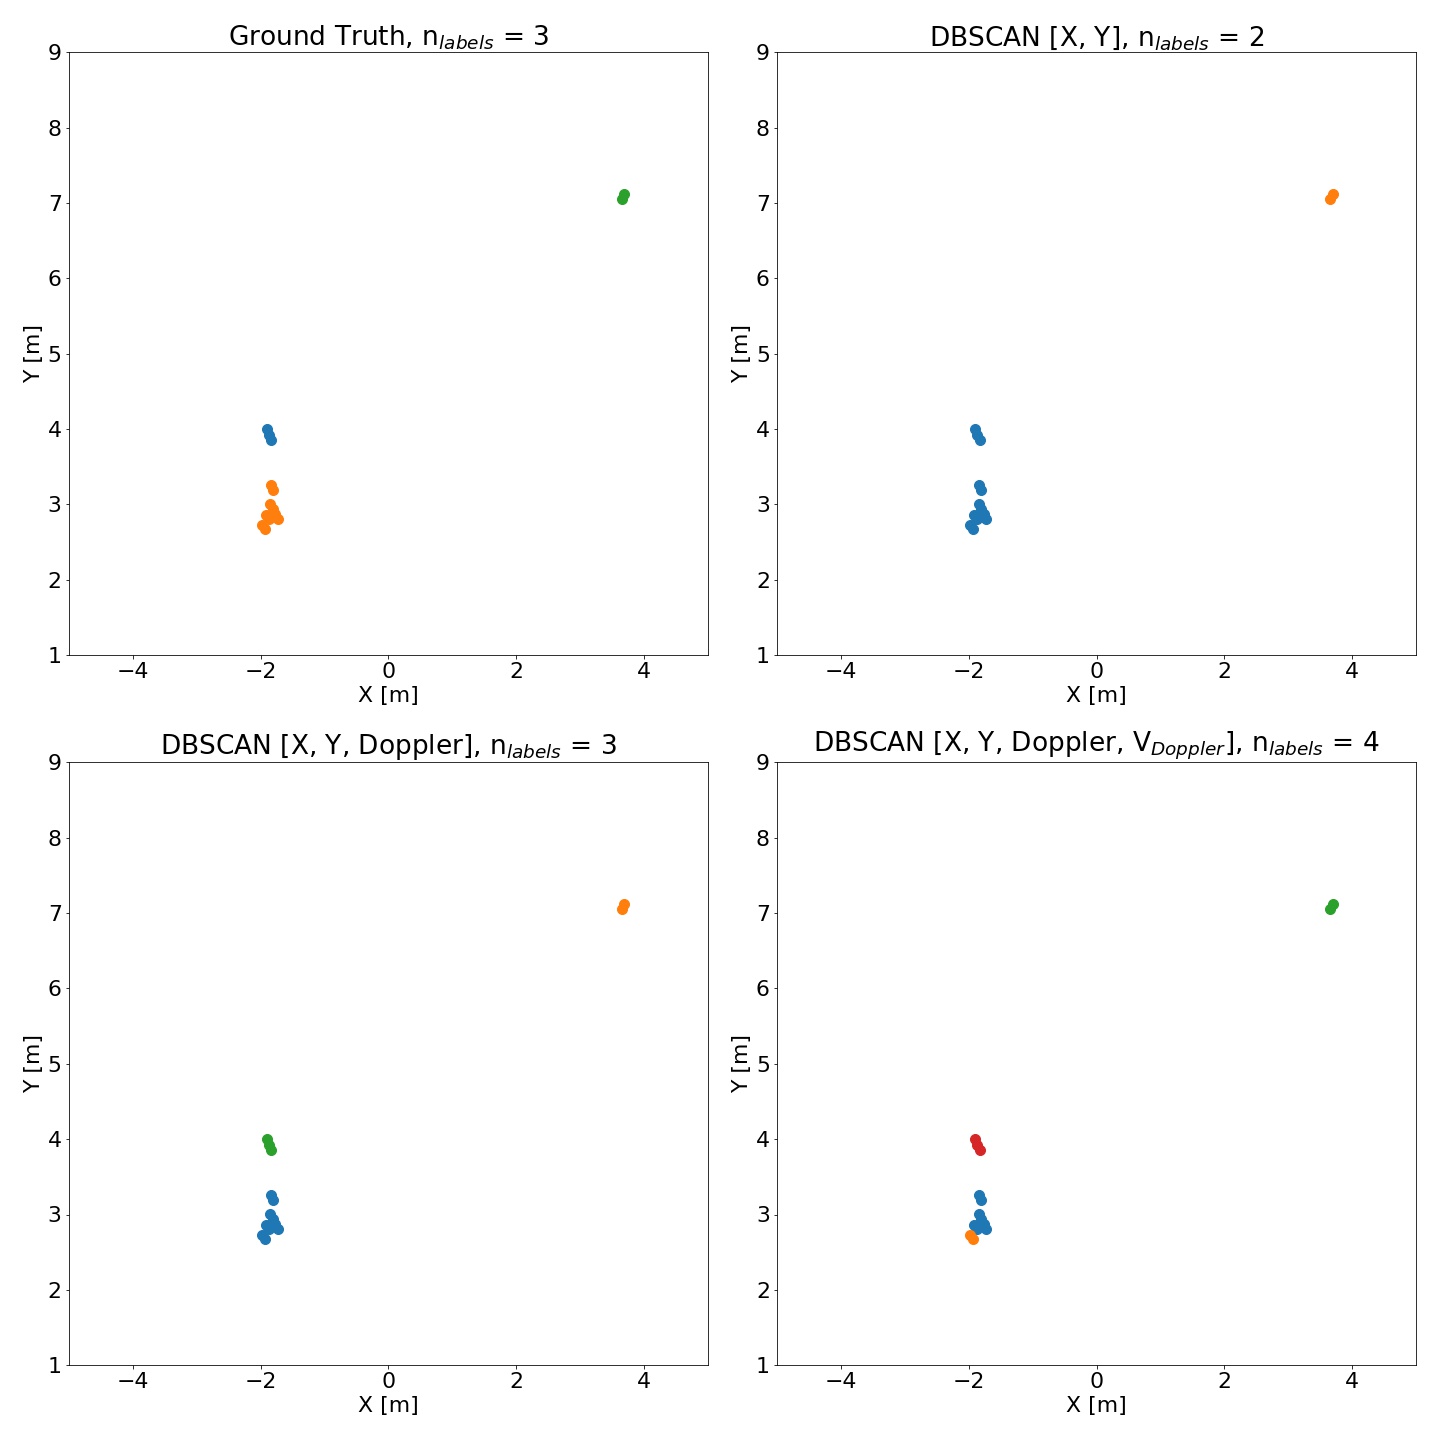 Ground Truth, n_labels = 3
9
8
7
6
5
4
3
2
1
Y [m]
−4 −2 0 2 4
X [m]
DBSCAN [X, Y], n_labels = 2
9
8
7
6
5
4
3
2
1
Y [m]
−4 −2 0 2 4
X [m]
DBSCAN [X, Y, Doppler], n_labels = 3
9
8
7
6
5
4
3
2
1
Y [m]
−4 −2 0 2 4
X [m]
DBSCAN [X, Y, Doppler, V_Doppler], n_labels = 4
9
8
7
6
5
4
3
2
1
Y [m]
−4 −2 0 2 4
X [m]